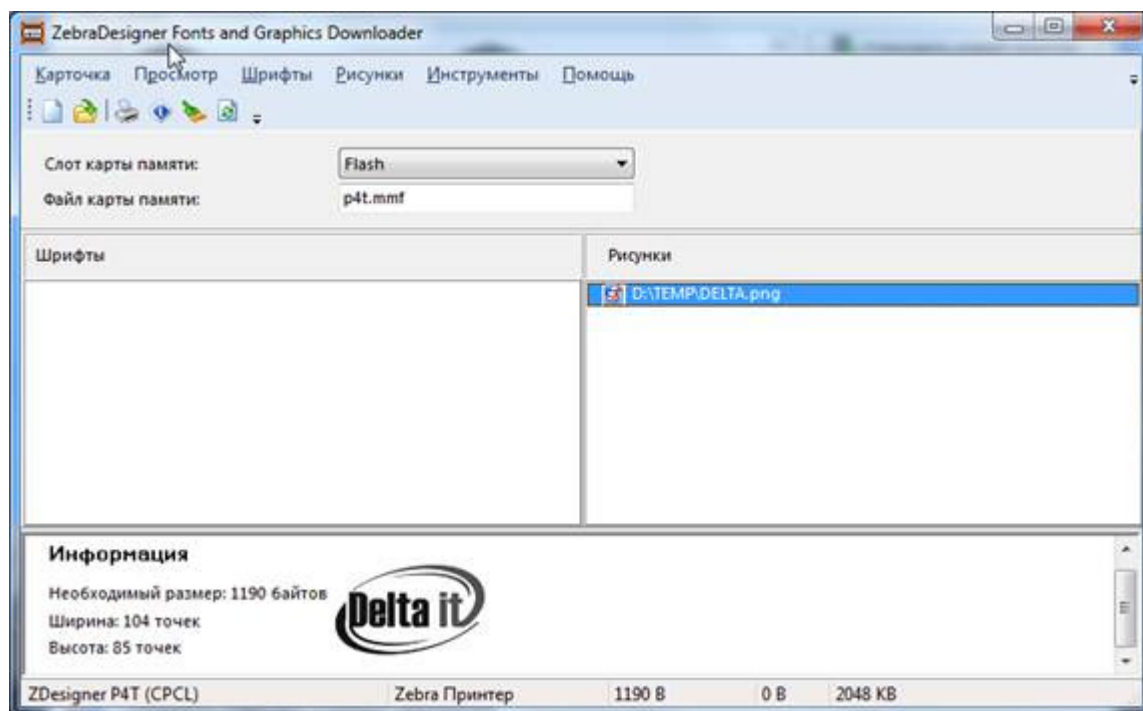 ZebraDesigner Fonts and Graphics Downloader
Карточка Просмотр Шрифты Рисунки Инструменты Помощь
Слот карты памяти: Flash
Файл карты памяти: p4t.mmf
Шрифты Рисунки
D:\TEMP\DELTA.png
Информация
Необходимый размер: 1190 байтов
Ширина: 104 точек
Высота: 85 точек
Delta it
ZDesigner P4T (CPCL) Zebra Принтер 1190 B 0 B 2048 KB